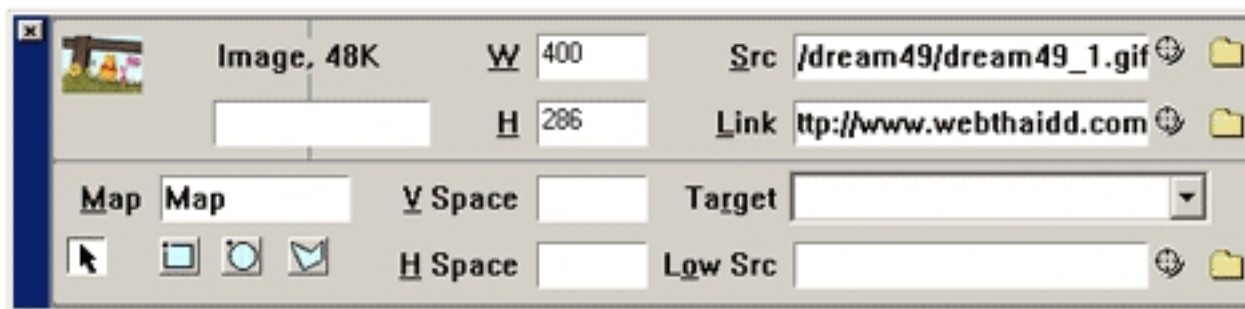 Image, 48K W 400 Src /dream49/dream49_1.gif
H 286 Link ttp://www.webthaidd.com
Map Map V Space Target
H Space Low Src